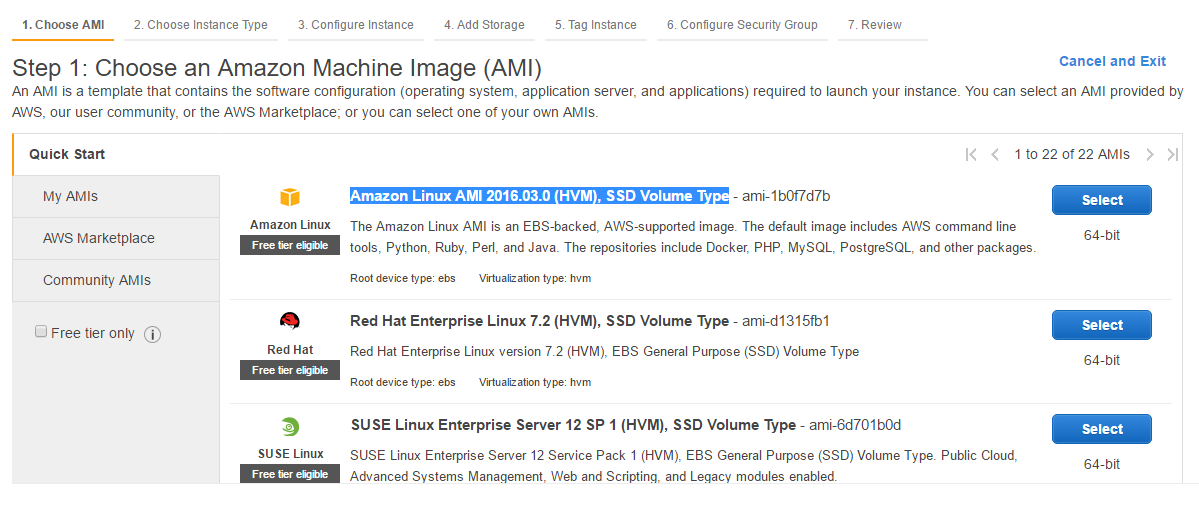 1. Choose AMI
2. Choose Instance Type
3. Configure Instance
4. Add Storage
5. Tag Instance
6. Configure Security Group
7. Review
Step 1: Choose an Amazon Machine Image (AMI)
Cancel and Exit
An AMI is a template that contains the software configuration (operating system, application server, and applications) required to launch your instance. You can select an AMI provided by
AWS, our user community, or the AWS Marketplace; or you can select one of your own AMIs.
Quick Start
My AMIs
AWS Marketplace
Community AMIs
Free tier only
1 to 22 of 22 AMIs
Amazon Linux
Free tier eligible
Amazon Linux AMI 2016.03.0 (HVM), SSD Volume Type - ami-1b0f7d7b
The Amazon Linux AMI is an EBS-backed, AWS-supported image. The default image includes AWS command line
tools, Python, Ruby, Perl, and Java. The repositories include Docker, PHP, MySQL, PostgreSQL, and other packages.
Root device type: ebs Virtualization type: hvm
Select
64-bit
Red Hat
Free tier eligible
Red Hat Enterprise Linux 7.2 (HVM), SSD Volume Type - ami-d1315fb1
Red Hat Enterprise Linux version 7.2 (HVM), EBS General Purpose (SSD) Volume Type
Root device type: ebs Virtualization type: hvm
Select
64-bit
SUSE Linux
Free tier eligible
SUSE Linux Enterprise Server 12 SP 1 (HVM), SSD Volume Type - ami-6d701b0d
SUSE Linux Enterprise Server 12 Service Pack 1 (HVM), EBS General Purpose (SSD) Volume Type. Public Cloud,
Advanced Systems Management, Web and Scripting, and Legacy modules enabled.
Select
64-bit